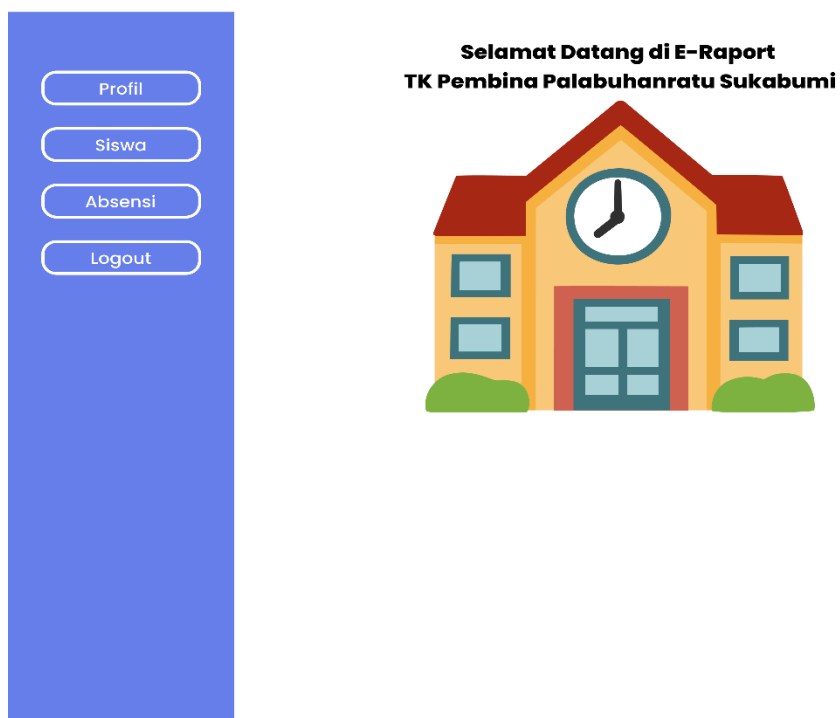 Profil
Siswa
Absensi
Logout
Selamat Datang di E-Raport
TK Pembina Palabuhanratu Sukabumi